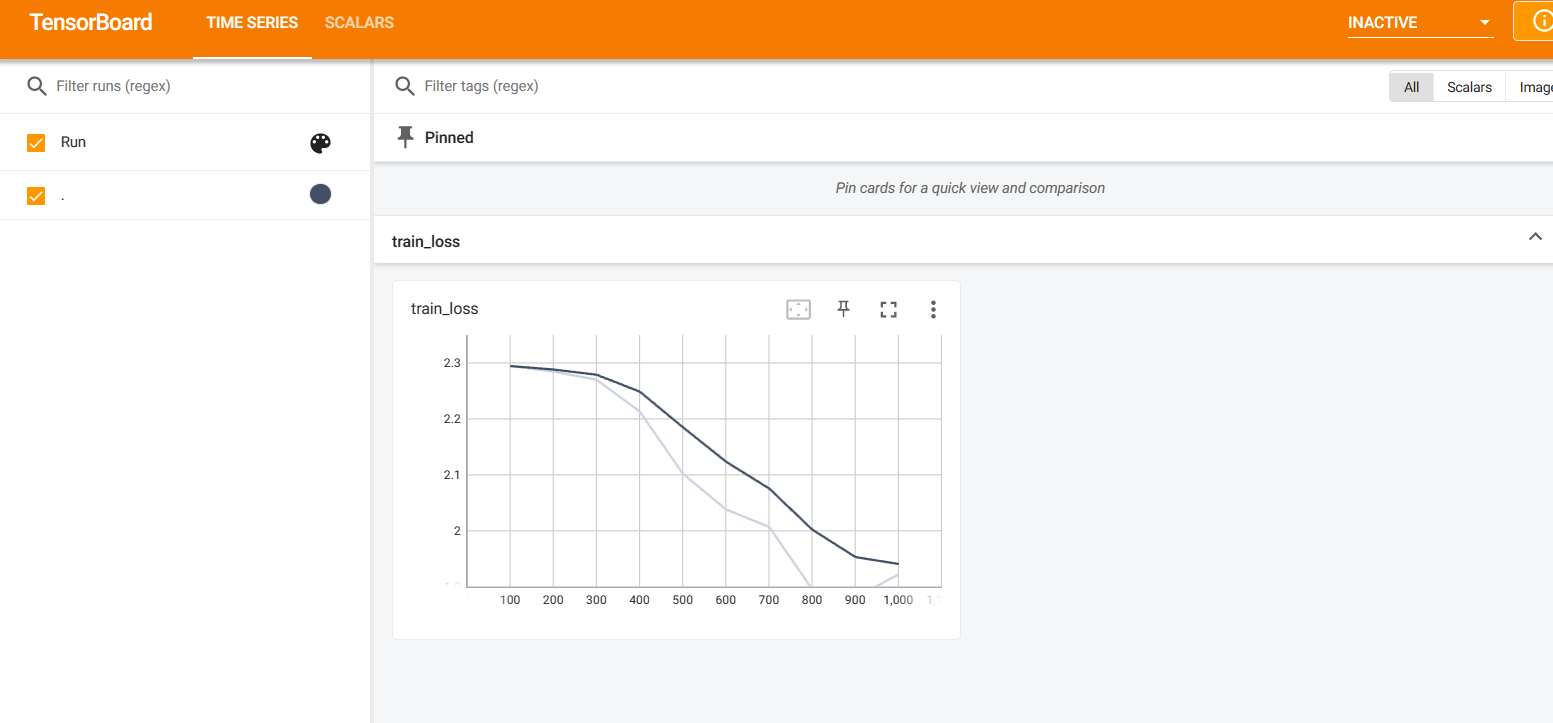 TensorBoard TIME SERIES SCALARS INACTIVE
Filter runs (regex)
Filter tags (regex)
All Scalars Image
Run
Pinned
.
Pin cards for a quick view and comparison
train_loss
train_loss
2.3
2.2
2.1
2
100 200 300 400 500 600 700 800 900 1,000